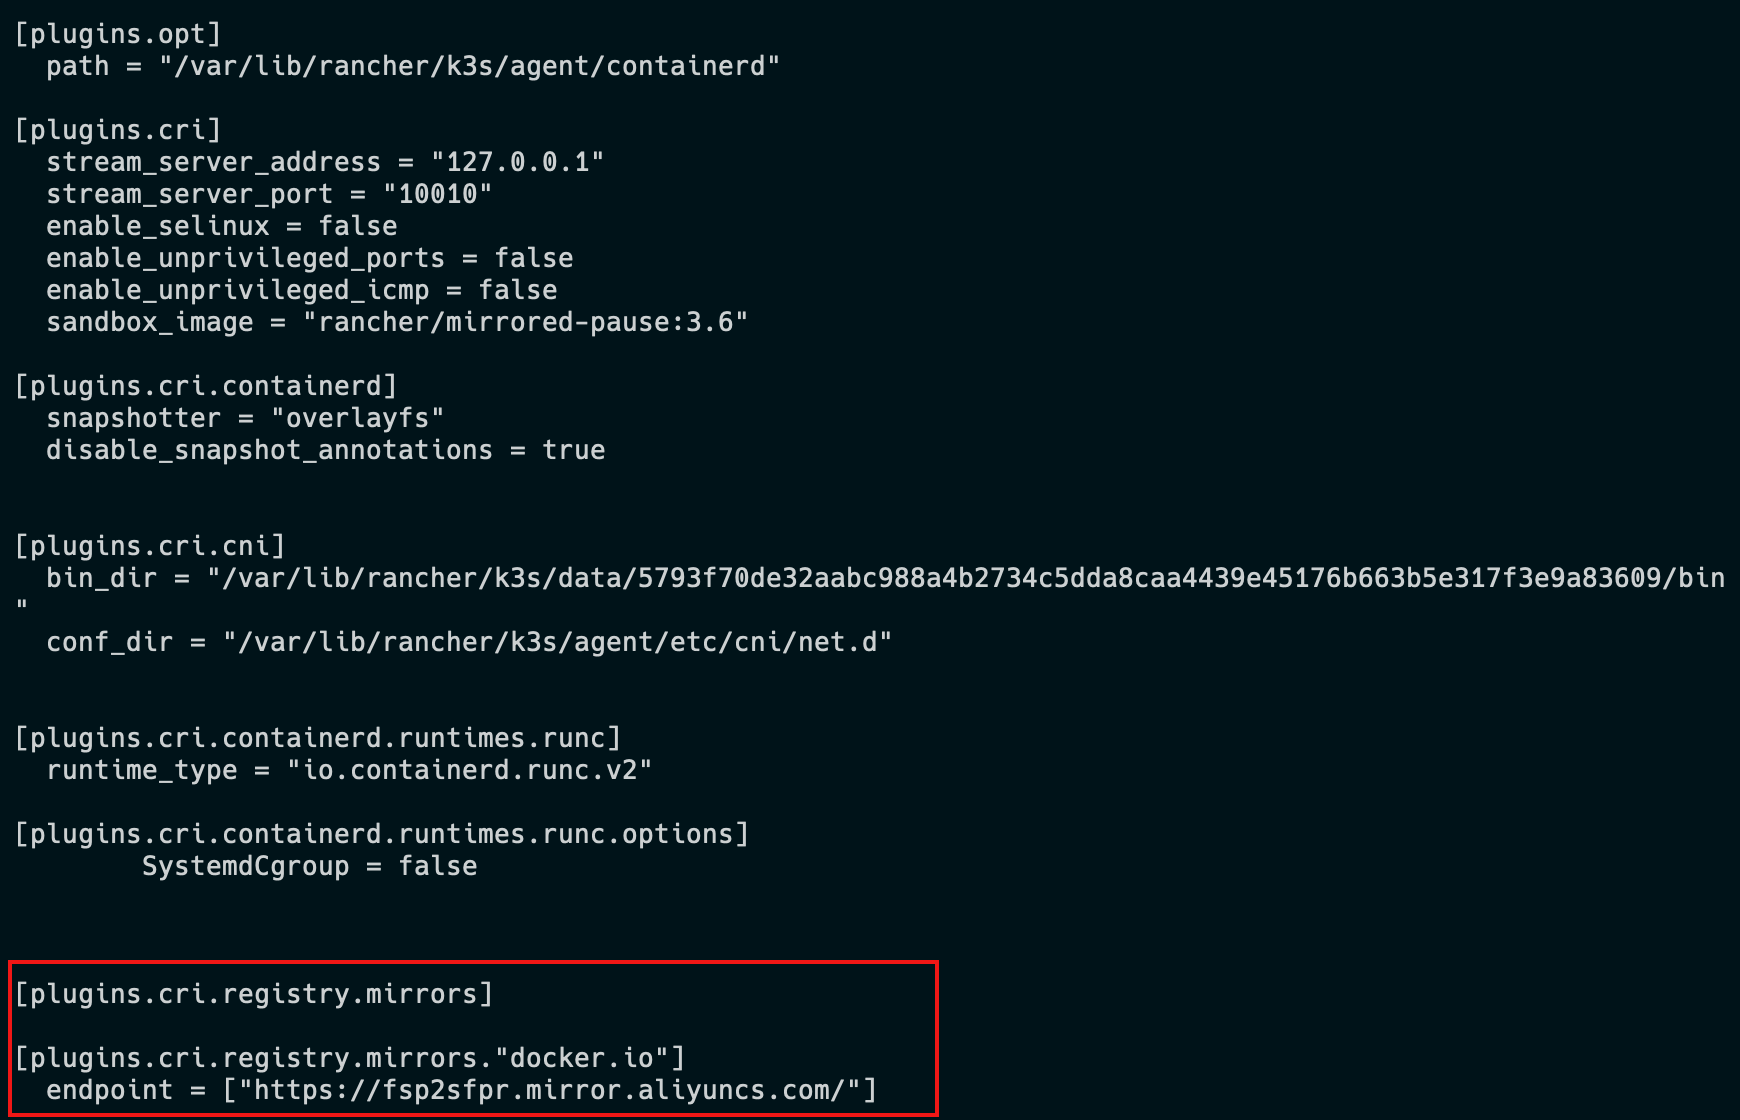 [plugins.opt]
  path = "/var/lib/rancher/k3s/agent/containerd"
[plugins.cri]
  stream_server_address = "127.0.0.1"
  stream_server_port = "10010"
  enable_selinux = false
  enable_unprivileged_ports = false
  enable_unprivileged_icmp = false
  sandbox_image = "rancher/mirrored-pause:3.6"
[plugins.cri.containerd]
  snapshotter = "overlayfs"
  disable_snapshot_annotations = true
[plugins.cri.cni]
  bin_dir = "/var/lib/rancher/k3s/data/5793f70de32aabc988a4b2734c5dda8caa4439e45176b663b5e317f3e9a83609/bin
"
  conf_dir = "/var/lib/rancher/k3s/agent/etc/cni/net.d"
[plugins.cri.containerd.runtimes.runc]
  runtime_type = "io.containerd.runc.v2"
[plugins.cri.containerd.runtimes.runc.options]
        SystemdCgroup = false
[plugins.cri.registry.mirrors]
[plugins.cri.registry.mirrors."docker.io"]
  endpoint = ["https://fsp2sfpr.mirror.aliyuncs.com/"]